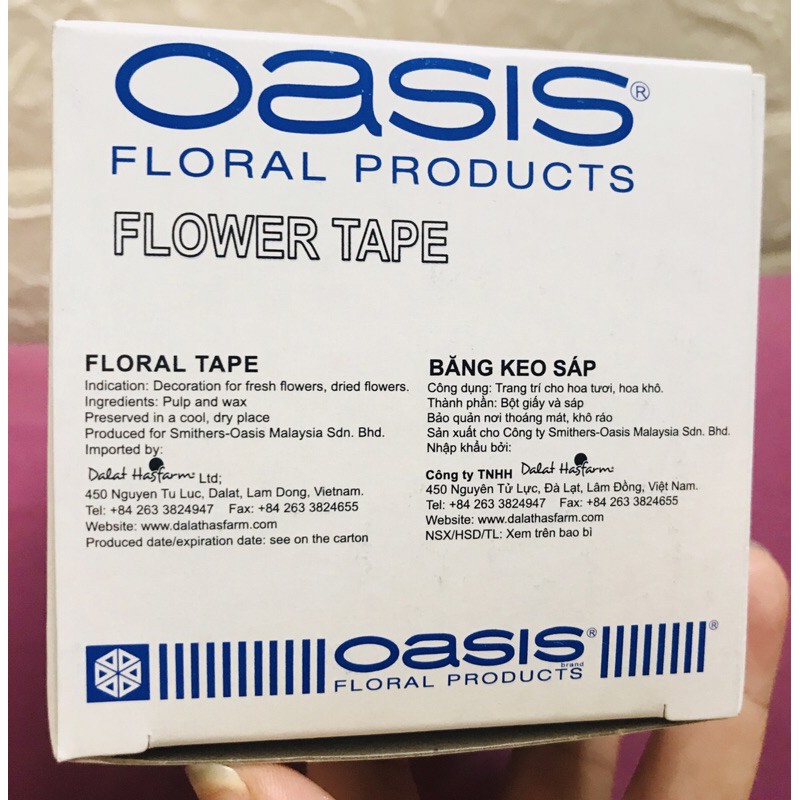 oasis®
FLORAL PRODUCTS
FLOWER TAPE
FLORAL TAPE
Indication: Decoration for fresh flowers, dried flowers.
Ingredients: Pulp and wax
Preserved in a cool, dry place
Produced for Smithers-Oasis Malaysia Sdn. Bhd.
Imported by:
Dalat Hasfarm Ltd;
450 Nguyen Tu Luc, Dalat, Lam Dong, Vietnam.
Tel: +84 263 3824947 Fax: +84 263 3824655
Website: www.dalathasfarm.com
Produced date/expiration date: see on the carton
BĂNG KEO SÁP
Công dụng: Trang trí cho hoa tươi, hoa khô.
Thành phần: Bột giấy và sáp
Bảo quản nơi thoáng mát, khô ráo
Sản xuất cho Công ty Smithers-Oasis Malaysia Sdn. Bhd.
Nhập khẩu bởi:
Công ty TNHH Dalat Hasfarm
450 Nguyên Tử Lực, Đà Lạt, Lâm Đồng, Việt Nam.
Tel: +84 263 3824947 Fax: +84 263 3824655
Website: www.dalathasfarm.com
NSX/HSD/TL: Xem trên bao bì
oasis® ®
brand
FLORAL PRODUCTS